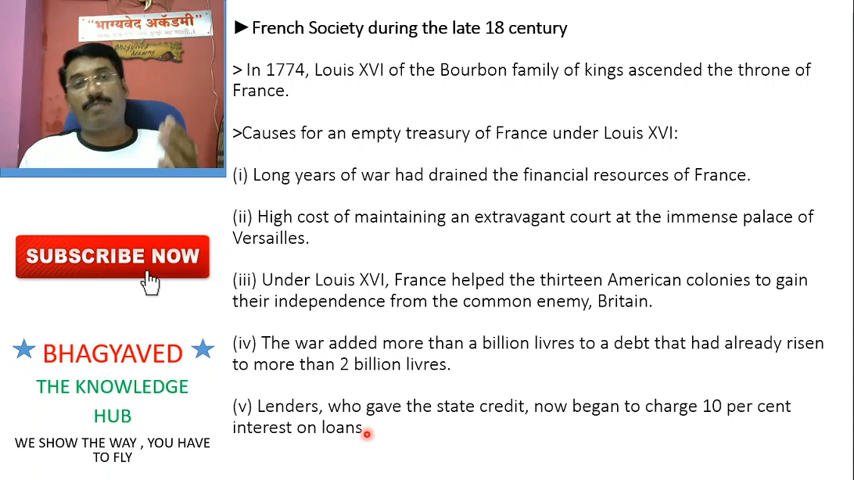 "भाग्यवेद अकॅडमी"
►French Society during the late 18 century
> In 1774, Louis XVI of the Bourbon family of kings ascended the throne of
France.
>Causes for an empty treasury of France under Louis XVI:
(i) Long years of war had drained the financial resources of France.
(ii) High cost of maintaining an extravagant court at the immense palace of
Versailles.
(iii) Under Louis XVI, France helped the thirteen American colonies to gain
their independence from the common enemy, Britain.
(iv) The war added more than a billion livres to a debt that had already risen
to more than 2 billion livres.
(v) Lenders, who gave the state credit, now began to charge 10 per cent
interest on loans
SUBSCRIBE NOW
BHAGYAVED
THE KNOWLEDGE
HUB
WE SHOW THE WAY , YOU HAVE
TO FLY